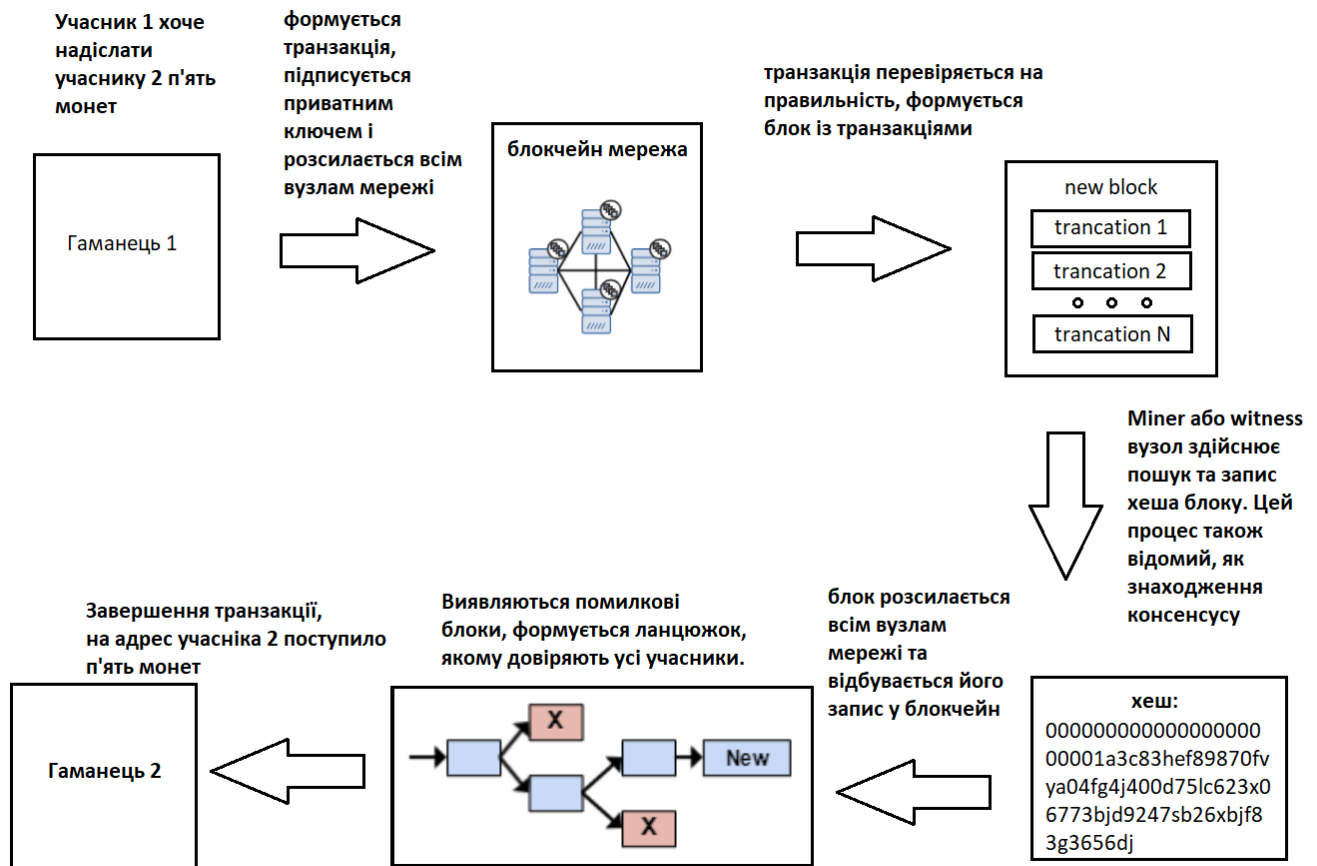 Учасник 1 хоче
надіслати
учаснику 2 п'ять
монет
Гаманець 1
формується
транзакція,
підписується
приватним
ключем і
розсилається всім
вузлам мережі
блокчейн мережа
транзакція перевіряється на
правильність, формується
блок із транзакціями
new block
trancation 1
trancation 2
trancation N
Miner або witness
вузол здійснює
пошук та запис
хеша блоку. Цей
процес також
відомий, як
знаходження
консенсусу
хеш:
000000000000000000
00001a3c83hef89870fv
ya04fg4j400d75lc623x0
6773bjd9247sb26xbjf8
3g3656dj
блок розсилається
всім вузлам
мережі та
відбувається його
запис у блокчейн
Виявляються помилкові
блоки, формується ланцюжок,
якому довіряють усі учасники.
X
New
X
Завершення транзакції,
на адрес учасніка 2 поступило
п'ять монет
Гаманець 2